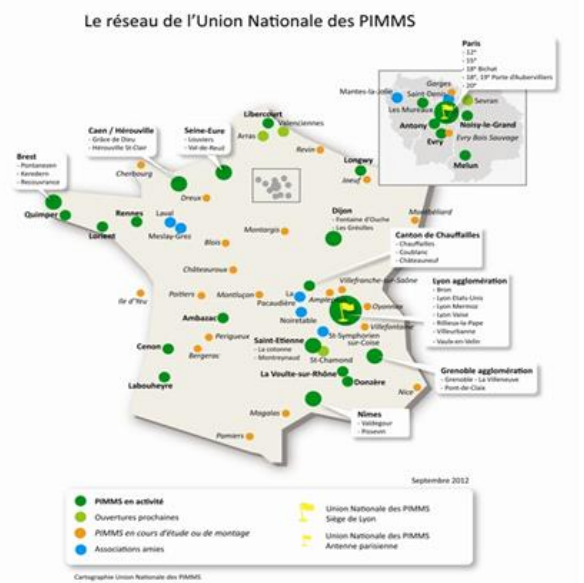 Le réseau de l'Union Nationale des PIMMS
Paris
- 12e
- 15e
- 18e Bichat
- 18e, 19e Porte d'Aubervilliers
- 20e
Mantes-la-Jolie
Garges
Saint-Denis
Les Mureaux
Sevran
Antony
Noisy-le-Grand
Evry
Evry Bois Sauvage
Melun
Libercourt
Valenciennes
Arras
Caen / Hérouville
- Grâce de Dieu
- Hérouville St-Clair
Seine-Eure
- Louviers
- Val-de-Reuil
Revin
Longwy
Joeuf
Brest
- Pontanezen
- Keredern
- Recouvrance
Cherbourg
Dreux
Quimper
Lorient
Rennes
Laval
Meslay-Grez
Blois
Montargis
Dijon
- Fontaine d'Ouche
- Les Grésilles
Montbéliard
Canton de Chauffailles
- Chauffailles
- Coublanc
- Châteauneuf
Châteauroux
Ile d'Yeu
Poitiers
Montluçon
La
Pacaudière
Noiretable
Villefranche-sur-Saône
Amplepuis
Oyonnax
Villefontaine
Lyon agglomération
- Bron
- Lyon Etats-Unis
- Lyon Mermoz
- Lyon Vaise
- Rillieux-la-Pape
- Villeurbanne
- Vaulx-en-Velin
Ambazac
Perigueux
Bergerac
Cenon
Labouheyre
Saint-Etienne
- La cotonne
- Montreynaud
St-Symphorien
-sur-Coise
St-Chamond
La Voulte-sur-Rhône
Donzère
Grenoble agglomération
- Grenoble - La Villeneuve
- Pont-de-Claix
Nice
Nîmes
- Valdegour
- Pissevin
Magalas
Pamiers
Septembre 2012
PIMMS en activité
Ouvertures prochaines
PIMMS en cours d'étude ou de montage
Associations amies
Union Nationale des PIMMS
Siège de Lyon
Union Nationale des PIMMS
Antenne parisienne
Cartographie Union Nationale des PIMMS